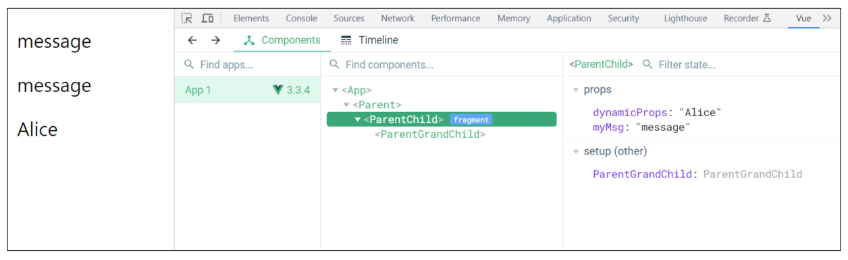 message
message
Alice
Elements Console Sources Network Performance Memory Application Security Lighthouse Recorder Vue >>
Components Timeline
Find apps...
App 1 3.3.4
Find components...
<App>
<Parent>
<ParentChild> fragment
<ParentGrandChild>
<ParentChild> Filter state...
props
dynamicProps: "Alice"
myMsg: "message"
setup (other)
ParentGrandChild: ParentGrandChild